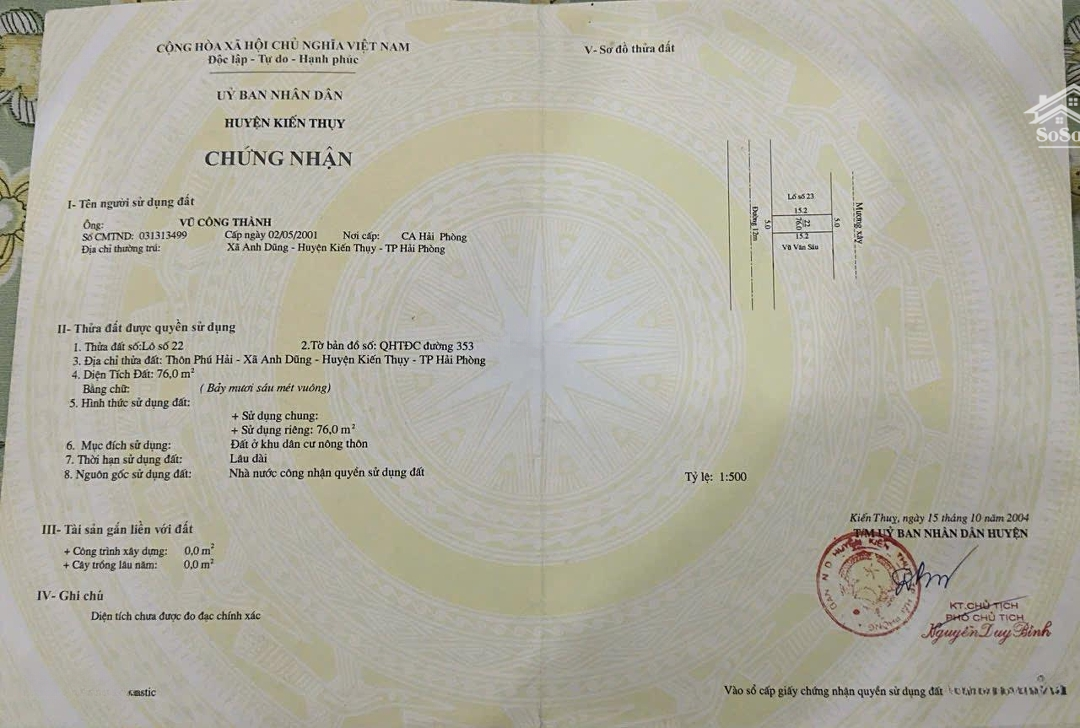 CỘNG HÒA XÃ HỘI CHỦ NGHĨA VIỆT NAM
Độc lập - Tự do - Hạnh phúc
UỶ BAN NHÂN DÂN
HUYỆN KIẾN THỤY
CHỨNG NHẬN
I- Tên người sử dụng đất
Ông: VŨ CÔNG THÀNH
Số CMTND: 031313499 Cấp ngày 02/05/2001 Nơi cấp: CA Hải Phòng
Địa chỉ thường trú: Xã Anh Dũng - Huyện Kiến Thụy - TP Hải Phòng
II- Thửa đất được quyền sử dụng
1. Thửa đất số:Lô số 22 2.Tờ bản đồ số: QHTĐC đường 353
3. Địa chỉ thửa đất: Thôn Phú Hải - Xã Anh Dũng - Huyện Kiến Thụy - TP Hải Phòng
4. Diện Tích Đất: 76,0 m²
Bằng chữ: ( Bảy mươi sáu mét vuông)
5. Hình thức sử dụng đất:
+ Sử dụng chung:
+ Sử dụng riêng: 76,0 m²
6. Mục đích sử dụng: Đất ở khu dân cư nông thôn
7. Thời hạn sử dụng đất: Lâu dài
8. Nguồn gốc sử dụng đất: Nhà nước công nhận quyền sử dụng đất
III- Tài sản gắn liền với đất
+ Công trình xây dựng: 0,0 m²
+ Cây trồng lâu năm: 0,0 m²
IV- Ghi chú
Diện tích chưa được đo đạc chính xác
V- Sơ đồ thửa đất
Lô số 23
15.2
Đường 12m
5.0
22
76.0
5.0
Mương xây
15.2
Vũ Văn Sáu
Tỷ lệ: 1:500
Kiến Thuỵ, ngày 15 tháng 10 năm 2004
T/M UỶ BAN NHÂN DÂN HUYỆN
KT.CHỦ TỊCH
PHÓ CHỦ TỊCH
Nguyễn Duy Bính
Vào sổ cấp giấy chứng nhận quyền sử dụng đất
SoSo